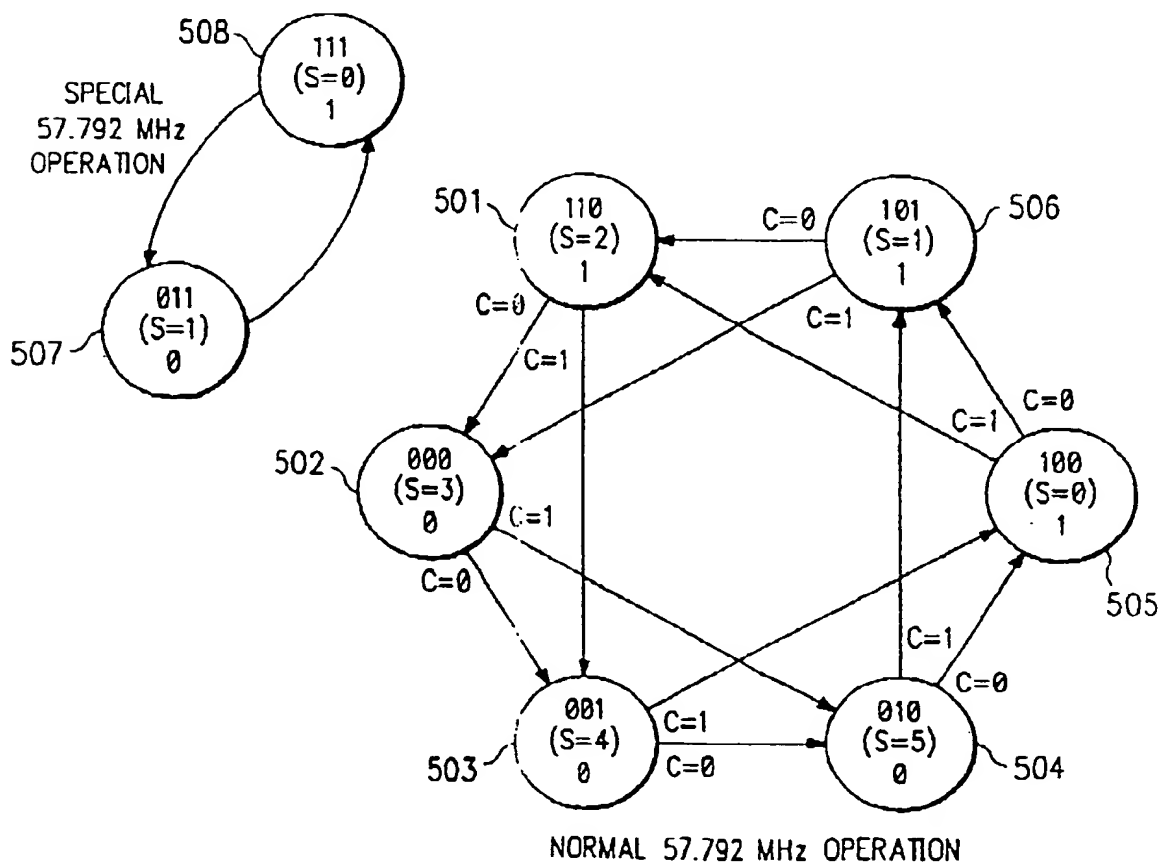 508
111
(S=0)
1
SPECIAL
57.792 MHz
OPERATION
507
011
(S=1)
0
501
110
(S=2)
1
C=0
C=1
506
101
(S=1)
1
C=0
C=1
502
000
(S=3)
0
C=1
C=0
505
100
(S=0)
1
C=0
C=1
503
001
(S=4)
0
C=1
C=0
504
010
(S=5)
0
C=1
C=0
NORMAL 57.792 MHz OPERATION